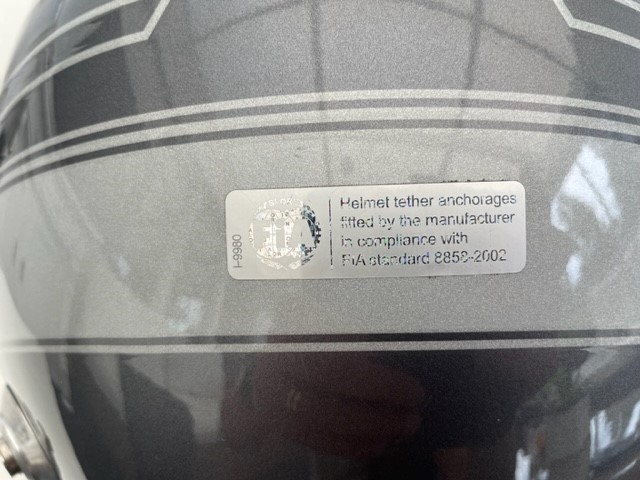 I-9980
Helmet tether anchorages
fitted by the manufacturer
in compliance with
FIA standard 8858-2002